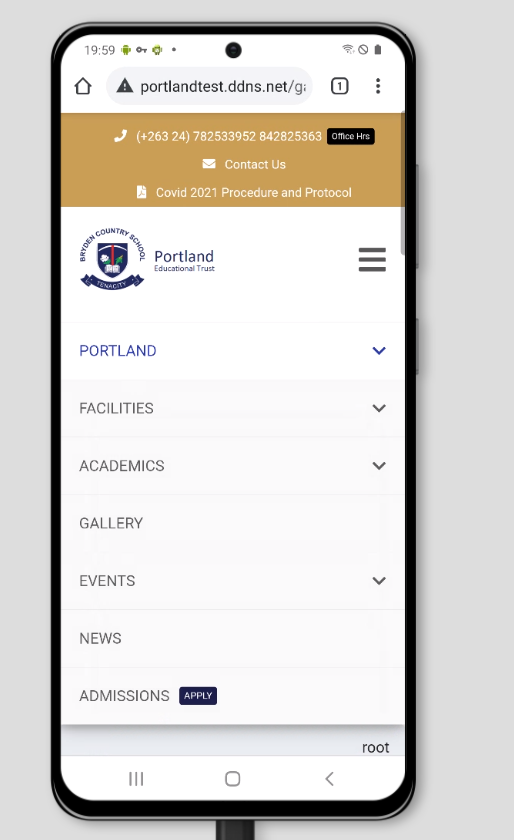 19:59
portlandtest.ddns.net/ga
1
(+263 24) 782533952 842825363 Office Hrs
Contact Us
Covid 2021 Procedure and Protocol
BRYDEN COUNTRY SCHOOL
TENACITY
Portland
Educational Trust
PORTLAND
FACILITIES
ACADEMICS
GALLERY
EVENTS
NEWS
ADMISSIONS APPLY
root